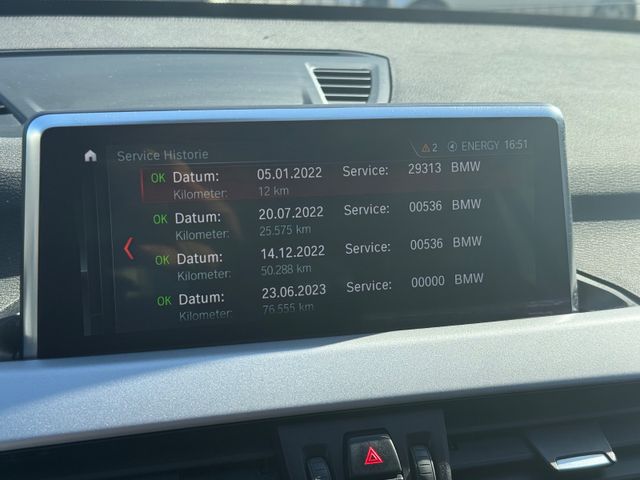 Service Historie 2 ENERGY 16:51
OK Datum: 05.01.2022 Service: 29313 BMW
Kilometer: 12 km
OK Datum: 20.07.2022 Service: 00536 BMW
Kilometer: 25.575 km
OK Datum: 14.12.2022 Service: 00536 BMW
Kilometer: 50.288 km
OK Datum: 23.06.2023 Service: 00000 BMW
Kilometer: 76.555 km